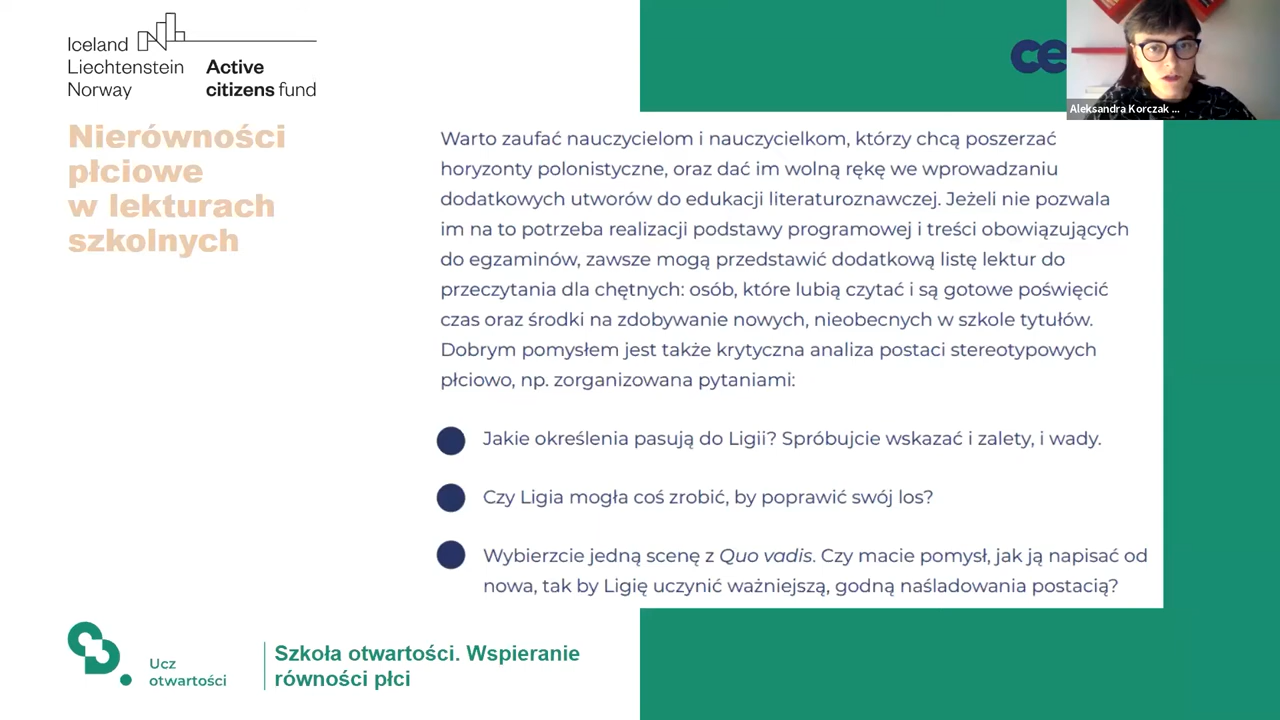 Iceland
Liechtenstein
Norway
Active
citizens fund
ce
Aleksandra Korczak ...
Nierówności
płciowe
w lekturach
szkolnych
Warto zaufać nauczycielom i nauczycielkom, którzy chcą poszerzać
horyzonty polonistyczne, oraz dać im wolną rękę we wprowadzaniu
dodatkowych utworów do edukacji literaturoznawczej. Jeżeli nie pozwala
im na to potrzeba realizacji podstawy programowej i treści obowiązujących
do egzaminów, zawsze mogą przedstawić dodatkową listę lektur do
przeczytania dla chętnych: osób, które lubią czytać i są gotowe poświęcić
czas oraz środki na zdobywanie nowych, nieobecnych w szkole tytułów.
Dobrym pomysłem jest także krytyczna analiza postaci stereotypowych
płciowo, np. zorganizowana pytaniami:
Jakie określenia pasują do Ligii? Spróbujcie wskazać i zalety, i wady.
Czy Ligia mogła coś zrobić, by poprawić swój los?
Wybierzcie jedną scenę z Quo vadis. Czy macie pomysł, jak ją napisać od
nowa, tak by Ligię uczynić ważniejszą, godną naśladowania postacią?
Ucz
otwartości
Szkoła otwartości. Wspieranie
równości płci